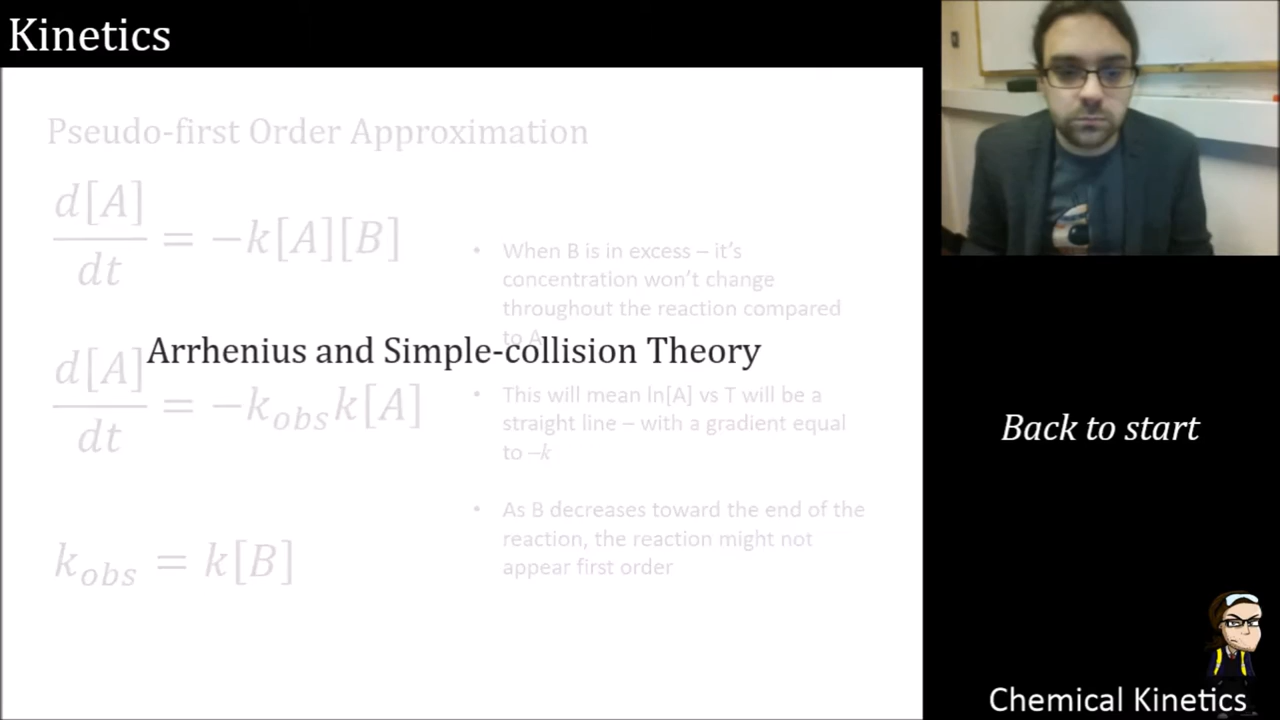 Kinetics
Pseudo-first Order Approximation
d[A]
dt
= −k[A][B]
• When B is in excess – it's
concentration won't change
throughout the reaction compared
to A
Arrhenius and Simple-collision Theory
d[A]
dt
= −k_obs k[A]
• This will mean ln[A] vs T will be a
straight line – with a gradient equal
to –k
• As B decreases toward the end of the
reaction, the reaction might not
appear first order
k_obs = k[B]
Back to start
Chemical Kinetics